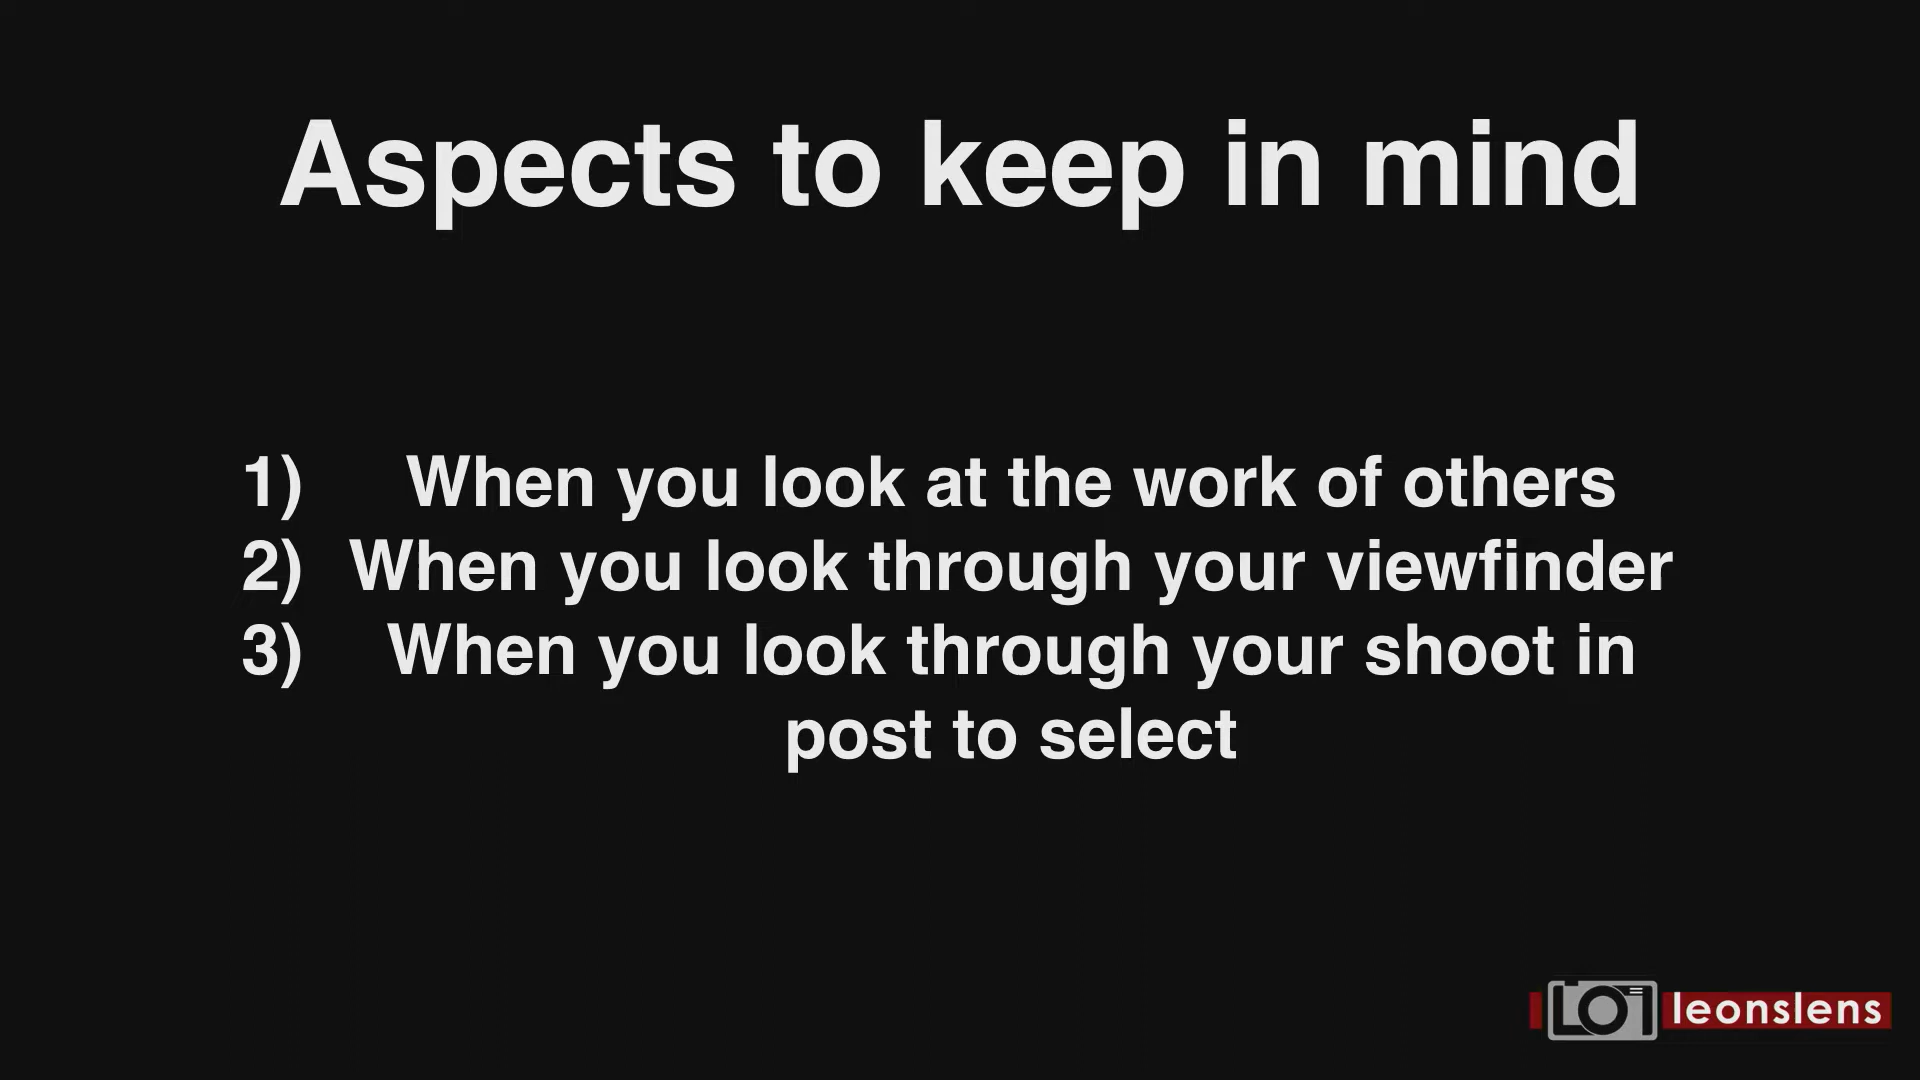 Aspects to keep in mind
1) When you look at the work of others
2) When you look through your viewfinder
3) When you look through your shoot in
post to select
leonslens